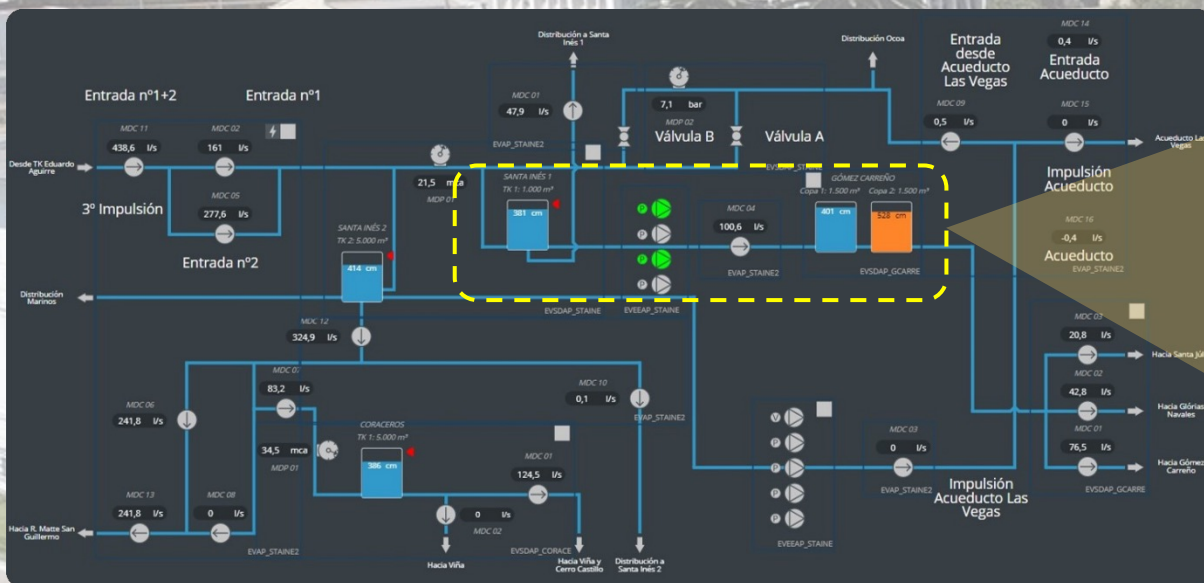 Distribución a Santa
Inés 1
Distribución Ocoa
Entrada
desde
Acueducto
Las Vegas
MDC 14
0,4 l/s
Entrada
Acueducto
Entrada nº1+2
Entrada nº1
MDC 01
47,9 l/s
7,1 bar
MDP 02
Válvula B
Válvula A
MDC 09
0,5 l/s
MDC 15
0 l/s
Acueducto Las
Vegas
MDC 11
438,6 l/s
MDC 02
161 l/s
EVAP_STAINE2
Desde TK Eduardo
Aguirre
21,5 mca
MDP 01
3º Impulsión
MDC 05
277,6 l/s
Entrada nº2
SANTA INÉS 1
TK 1: 1.000 m³
381 cm
GÓMEZ CARREÑO
Copa 1: 1.500 m³
Copa 2: 1.500 m³
401 cm
528 cm
P
P
P
P
MDC 04
100,6 l/s
EVAP_STAINE2
EVSDAP_GCARRE
Impulsión
Acueducto
MDC 16
-0,4 l/s
Acueducto
EVAP_STAINE2
SANTA INÉS 2
TK 2: 5.000 m³
414 cm
Distribución
Marinos
EVSDAP_STAINE
EVEEAP_STAINE
MDC 12
324,9 l/s
MDC 03
20,8 l/s
Hacia Santa Júl
MDC 07
83,2 l/s
MDC 10
0,1 l/s
EVAP_STAINE2
MDC 02
42,8 l/s
Hacia Glórias
Navales
MDC 06
241,8 l/s
CORACEROS
TK 1: 5.000 m³
386 cm
34,5 mca
MDP 01
MDC 01
124,5 l/s
V
P
P
P
P
MDC 03
0 l/s
EVAP_STAINE2
Impulsión
Acueducto Las
Vegas
MDC 01
76,5 l/s
Hacia Gómez
Carreño
EVSDAP_GCARRE
MDC 13
241,8 l/s
MDC 08
0 l/s
Hacia R. Matte San
Guillermo
EVAP_STAINE2
0 l/s
MDC 02
EVSDAP_CORACE
EVEEAP_STAINE
Hacia Viña
Hacia Viña y
Cerro Castillo
Distribución a
Santa Inés 2